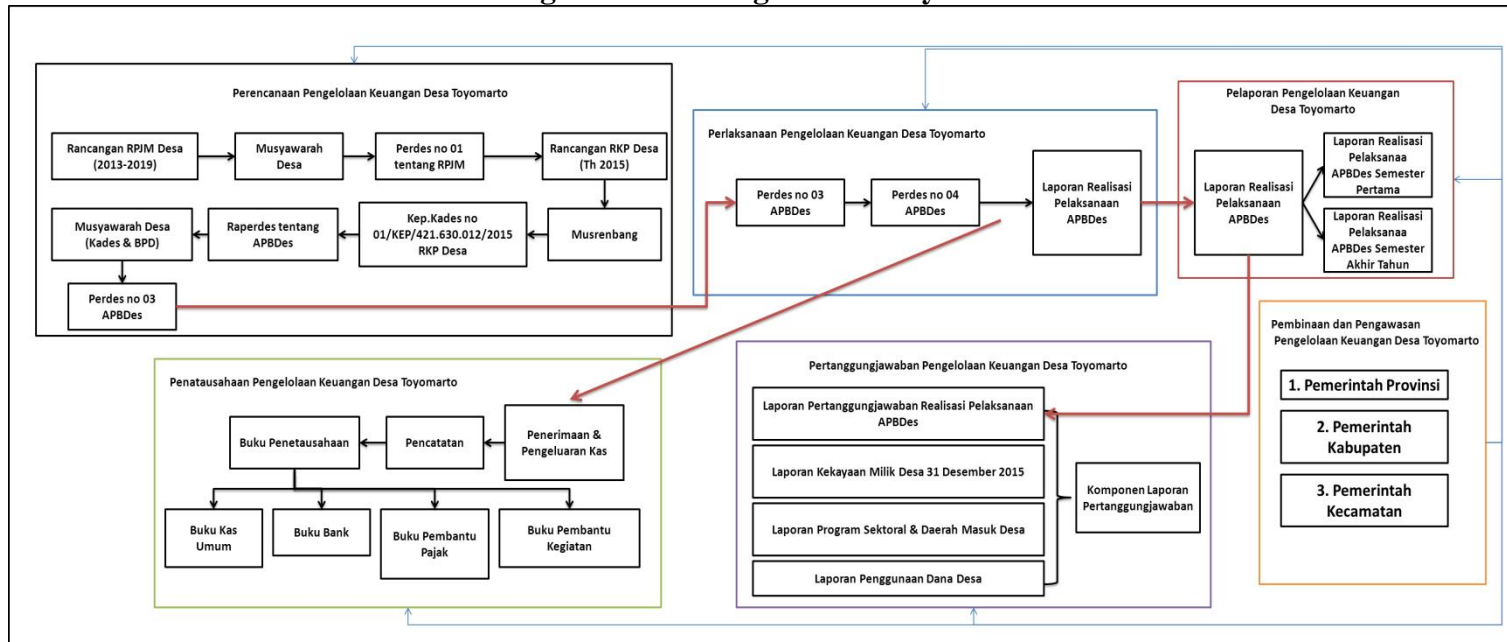 Perencanaan Pengelolaan Keuangan Desa Toyomarto
Rancangan RPJM Desa
(2013-2019)
Musyawarah
Desa
Perdes no 01
tentang RPJM
Rancangan RKP Desa
(Th 2015)
Musyawarah Desa
(Kades & BPD)
Raperdes tentang
APBDes
Kep.Kades no
01/KEP/421.630.012/2015
RKP Desa
Musrenbang
Perdes no 03
APBDes
Perlaksanaan Pengelolaan Keuangan Desa Toyomarto
Perdes no 03
APBDes
Perdes no 04
APBDes
Laporan Realisasi
Pelaksanaan
APBDes
Pelaporan Pengelolaan Keuangan
Desa Toyomarto
Laporan Realisasi
Pelaksanaan
APBDes
Laporan Realisasi
Pelaksanaa
APBDes Semester
Pertama
Laporan Realisasi
Pelaksanaa
APBDes Semester
Akhir Tahun
Penatausahaan Pengelolaan Keuangan Desa Toyomarto
Buku Penetausahaan
Pencatatan
Penerimaan &
Pengeluaran Kas
Buku Kas
Umum
Buku Bank
Buku Pembantu
Pajak
Buku Pembantu
Kegiatan
Pertanggungjawaban Pengelolaan Keuangan Desa Toyomarto
Laporan Pertanggungjawaban Realisasi Pelaksanaan
APBDes
Laporan Kekayaan Milik Desa 31 Desember 2015
Laporan Program Sektoral & Daerah Masuk Desa
Laporan Penggunaan Dana Desa
Komponen Laporan
Pertanggungjawaban
Pembinaan dan Pengawasan
Pengelolaan Keuangan Desa Toyomarto
1. Pemerintah Provinsi
2. Pemerintah
Kabupaten
3. Pemerintah
Kecamatan